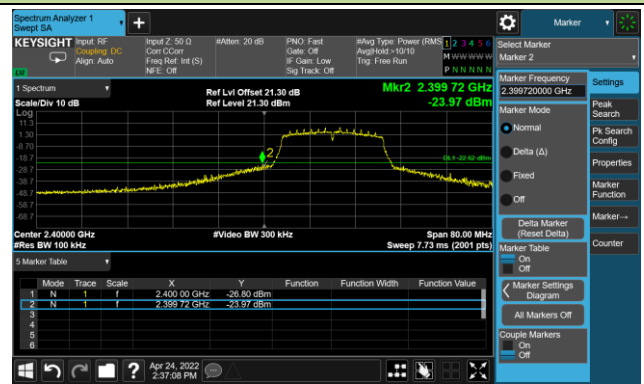 Spectrum Analyzer 1
Swept SA
+
Marker
KEYSIGHT
Input: RF
Coupling: DC
Align: Auto
Input Z: 50 Ω
Corr CCorr
Freq Ref: Int (S)
NFE: Off
#Atten: 20 dB
PNO: Fast
Gate: Off
IF Gain: Low
Sig Track: Off
#Avg Type: Power (RMS
Avg|Hold:>10/10
Trig: Free Run
1 2 3 4 5 6
M W W W W W
P N N N N N
LU
Select Marker
Marker 2
1 Spectrum
Scale/Div 10 dB
Log
Ref Lvl Offset 21.30 dB
Ref Level 21.30 dBm
Mkr2 2.399 72 GHz
-23.97 dBm
11.3
1.30
-8.70
-18.7
-28.7
-38.7
-48.7
-58.7
-68.7
2
DL1 -22.62 dBm
Center 2.40000 GHz
#Res BW 100 kHz
#Video BW 300 kHz
Span 80.00 MHz
Sweep 7.73 ms (2001 pts)
5 Marker Table
Mode Trace Scale X Y Function Function Width Function Value
1 N 1 f 2.400 00 GHz -26.80 dBm
2 N 1 f 2.399 72 GHz -23.97 dBm
3
4
5
6
Marker Frequency
2.399720000 GHz
Marker Mode
Normal
Delta (Δ)
Fixed
Off
Delta Marker
(Reset Delta)
Marker Table
On
Off
Marker Settings
Diagram
All Markers Off
Couple Markers
On
Off
Settings
Peak
Search
Pk Search
Config
Properties
Marker
Function
Marker→
Counter
?
Apr 24, 2022
2:37:08 PM